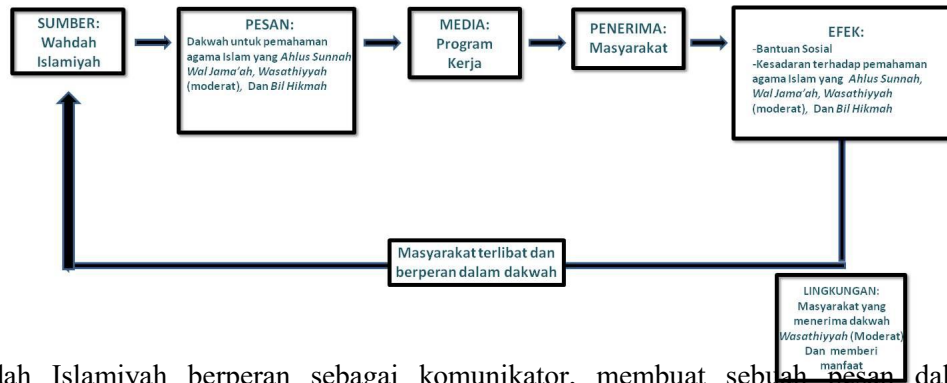 SUMBER:
Wahdah
Islamiyah
PESAN:
Dakwah untuk pemahaman
agama Islam yang Ahlus Sunnah
Wal Jama'ah, Wasathiyyah
(moderat), Dan Bil Hikmah
MEDIA:
Program
Kerja
PENERIMA:
Masyarakat
EFEK:
-Bantuan Sosial
-Kesadaran terhadap pemahaman
agama Islam yang Ahlus Sunnah,
Wal Jama'ah, Wasathiyyah
(moderat), Dan Bil Hikmah
Masyarakat terlibat dan
berperan dalam dakwah
LINGKUNGAN:
Masyarakat yang
menerima dakwah
Wasathiyyah (Moderat)
Dan memberi
manfaat
Islamiyah berperan sebagai komunikator, membuat sebuah pesan